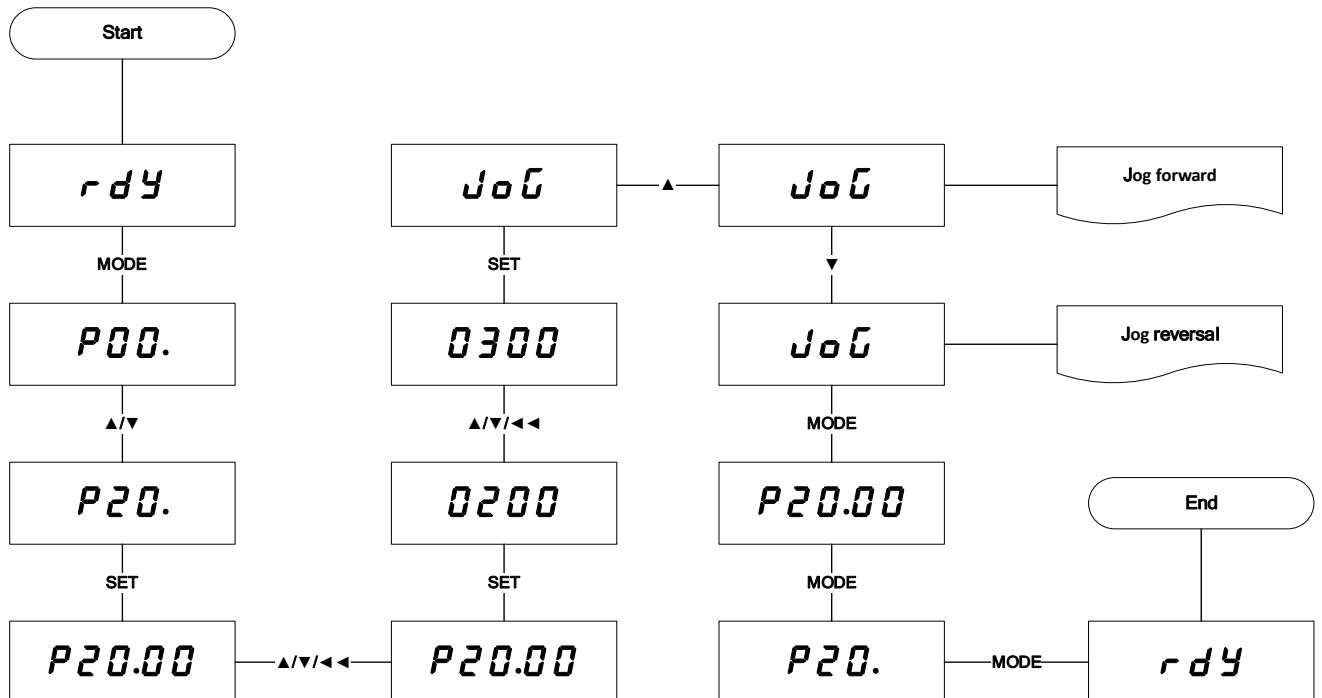 Start
rdY
MODE
P00.
▲/▼
P20.
SET
P20.00
▲/▼/◄◄
P20.00
SET
0200
▲/▼/◄◄
0300
SET
JoG
▲
JoG
Jog forward
▼
JoG
Jog reversal
MODE
P20.00
MODE
P20.
MODE
rdY
End